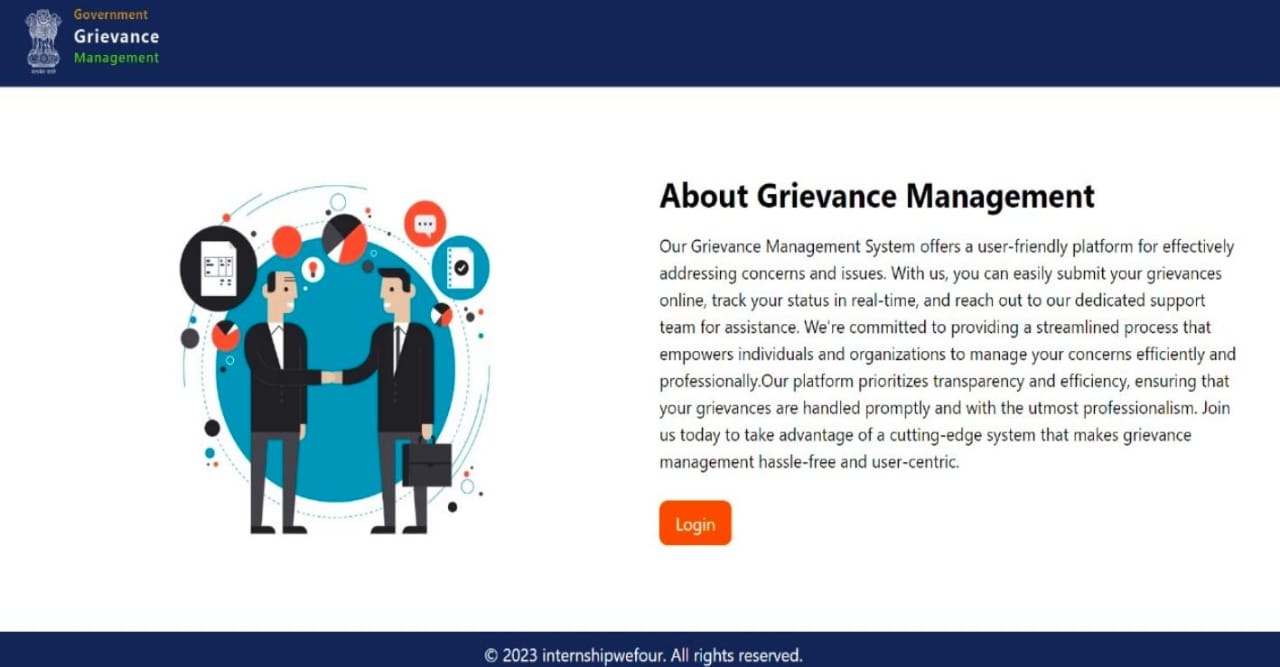 Government
Grievance
Management
About Grievance Management
Our Grievance Management System offers a user-friendly platform for effectively
addressing concerns and issues. With us, you can easily submit your grievances
online, track your status in real-time, and reach out to our dedicated support
team for assistance. We're committed to providing a streamlined process that
empowers individuals and organizations to manage your concerns efficiently and
professionally.Our platform prioritizes transparency and efficiency, ensuring that
your grievances are handled promptly and with the utmost professionalism. Join
us today to take advantage of a cutting-edge system that makes grievance
management hassle-free and user-centric.
Login
© 2023 internshipwefour. All rights reserved.